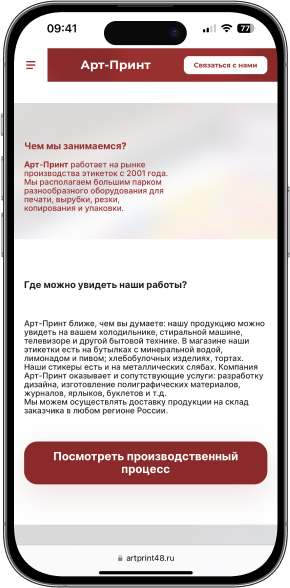 09:41
77
Арт-Принт
Связаться с нами
Чем мы занимаемся?
Арт-Принт работает на рынке
производства этикеток с 2001 года.
Мы располагаем большим парком
разнообразного оборудования для
печати, вырубки, резки,
копирования и упаковки.
Где можно увидеть наши работы?
Арт-Принт ближе, чем вы думаете: нашу продукцию можно
увидеть на вашем холодильнике, стиральной машине,
телевизоре и другой бытовой технике. В магазине наши
этикетки есть на бутылках с минеральной водой,
лимонадом и пивом; хлебобулочных изделиях, тортах.
Наши стикеры есть и на металлических слябах. Компания
Арт-Принт оказывает и сопутствующие услуги: разработку
дизайна, изготовление полиграфических материалов,
журналов, ярлыков, буклетов и т.д.
Мы можем осуществлять доставку продукции на склад
заказчика в любом регионе России.
Посмотреть производственный
процесс
artprint48.ru